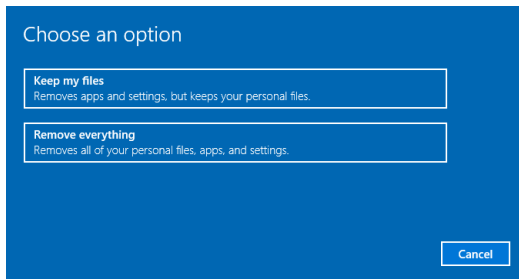 Choose an option
Keep my files
Removes apps and settings, but keeps your personal files.
Remove everything
Removes all of your personal files, apps, and settings.
Cancel